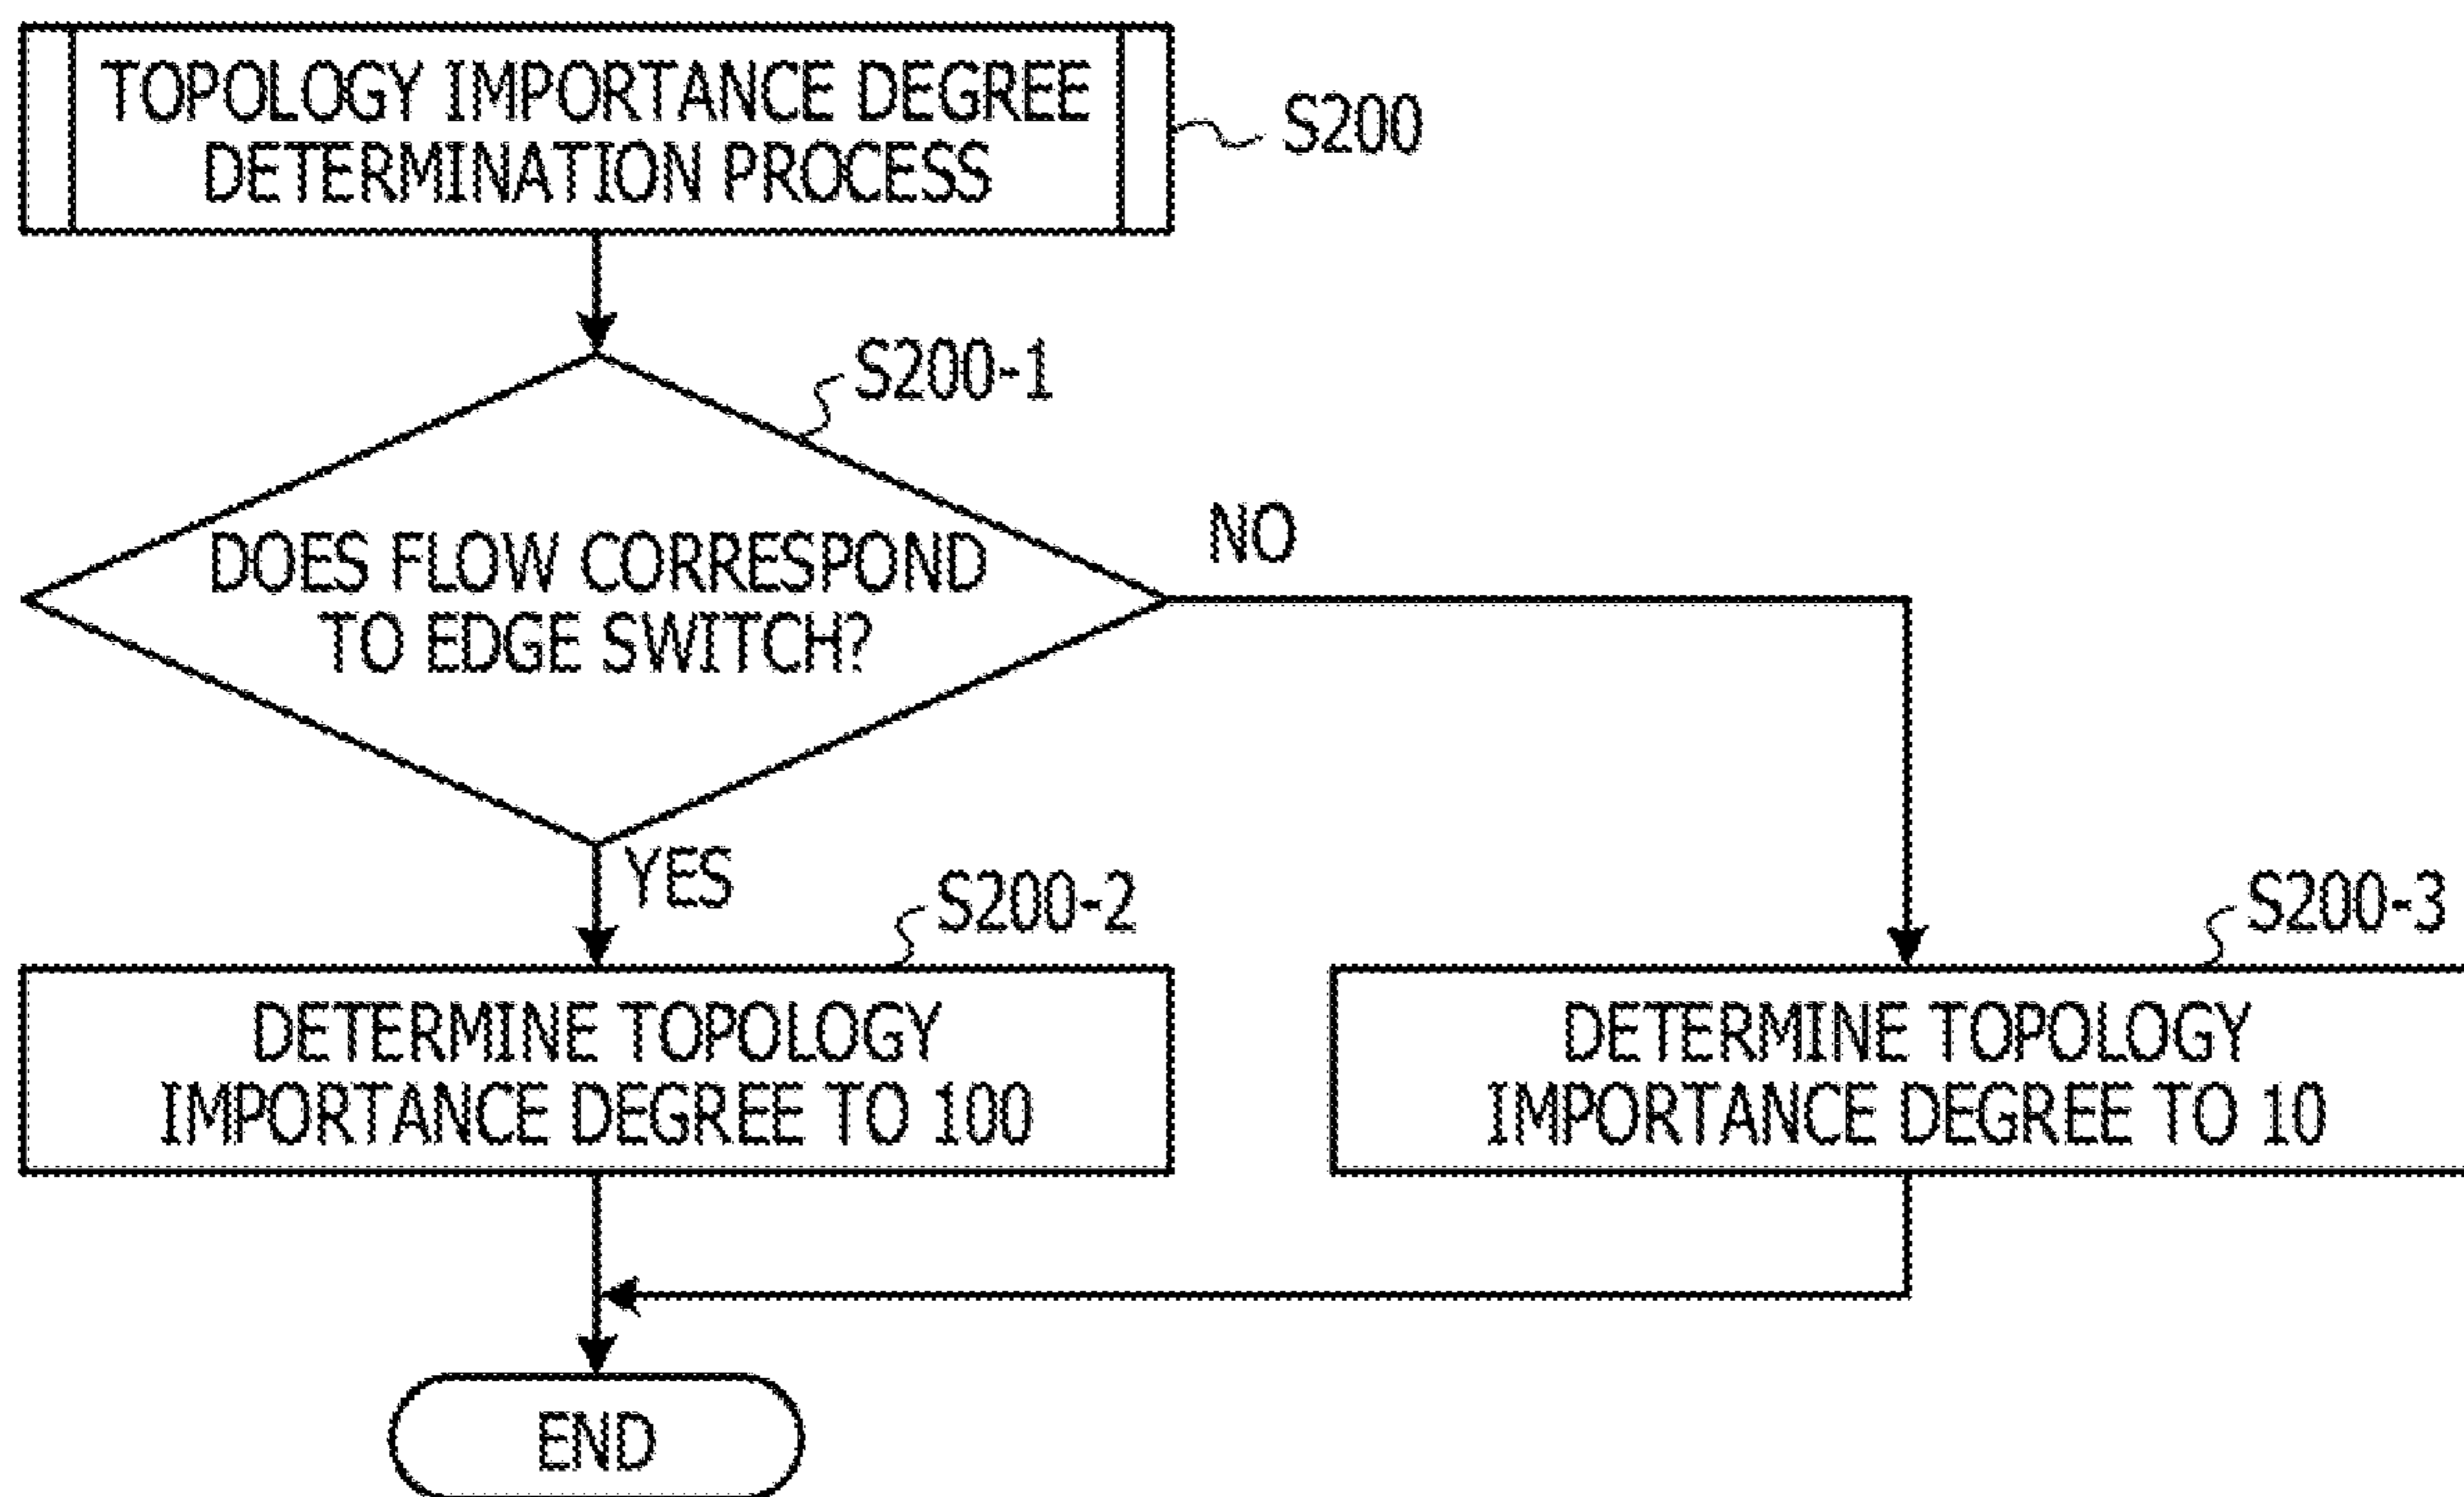 TOPOLOGY IMPORTANCE DEGREE
DETERMINATION PROCESS
S200
S200-1
DOES FLOW CORRESPOND
TO EDGE SWITCH?
NO
YES
S200-2
S200-3
DETERMINE TOPOLOGY
IMPORTANCE DEGREE TO 100
DETERMINE TOPOLOGY
IMPORTANCE DEGREE TO 10
END